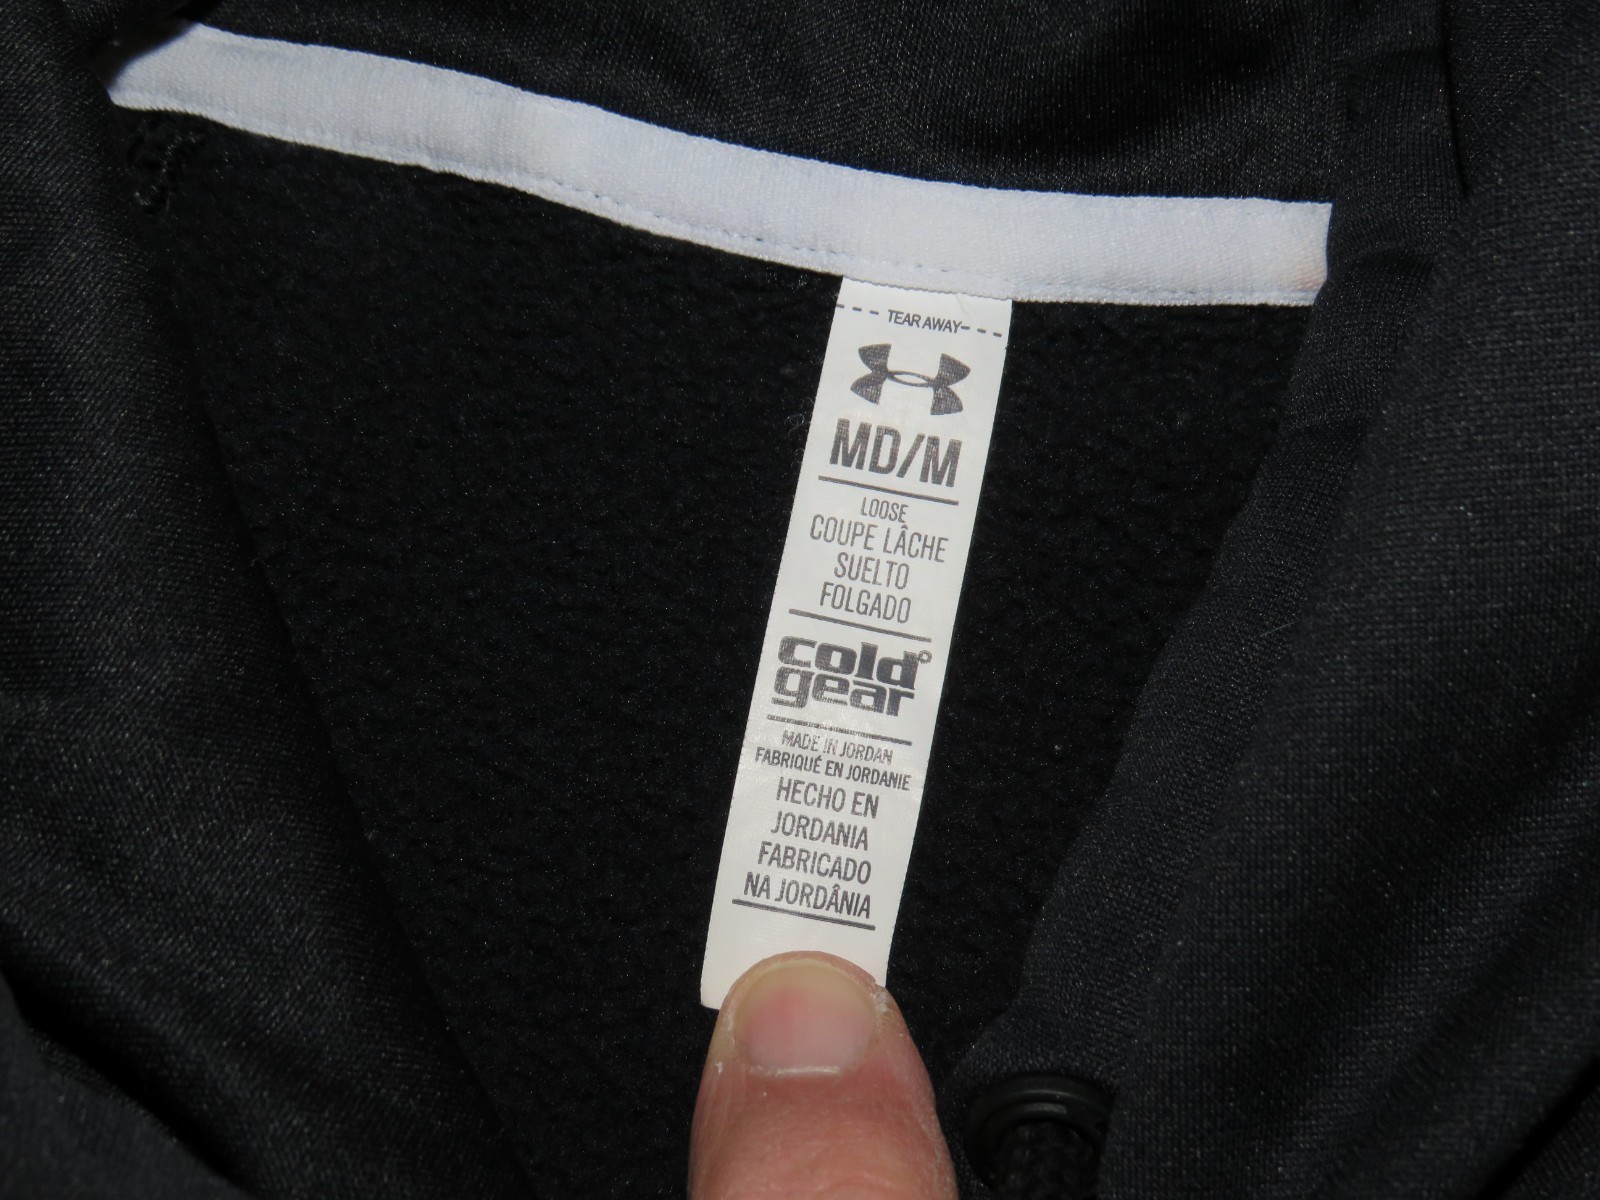 TEAR AWAY
MD/M
LOOSE
COUPE LÂCHE
SUELTO
FOLGADO
cold°
gear
MADE IN JORDAN
FABRIQUÉ EN JORDANIE
HECHO EN
JORDANIA
FABRICADO
NA JORDÂNIA